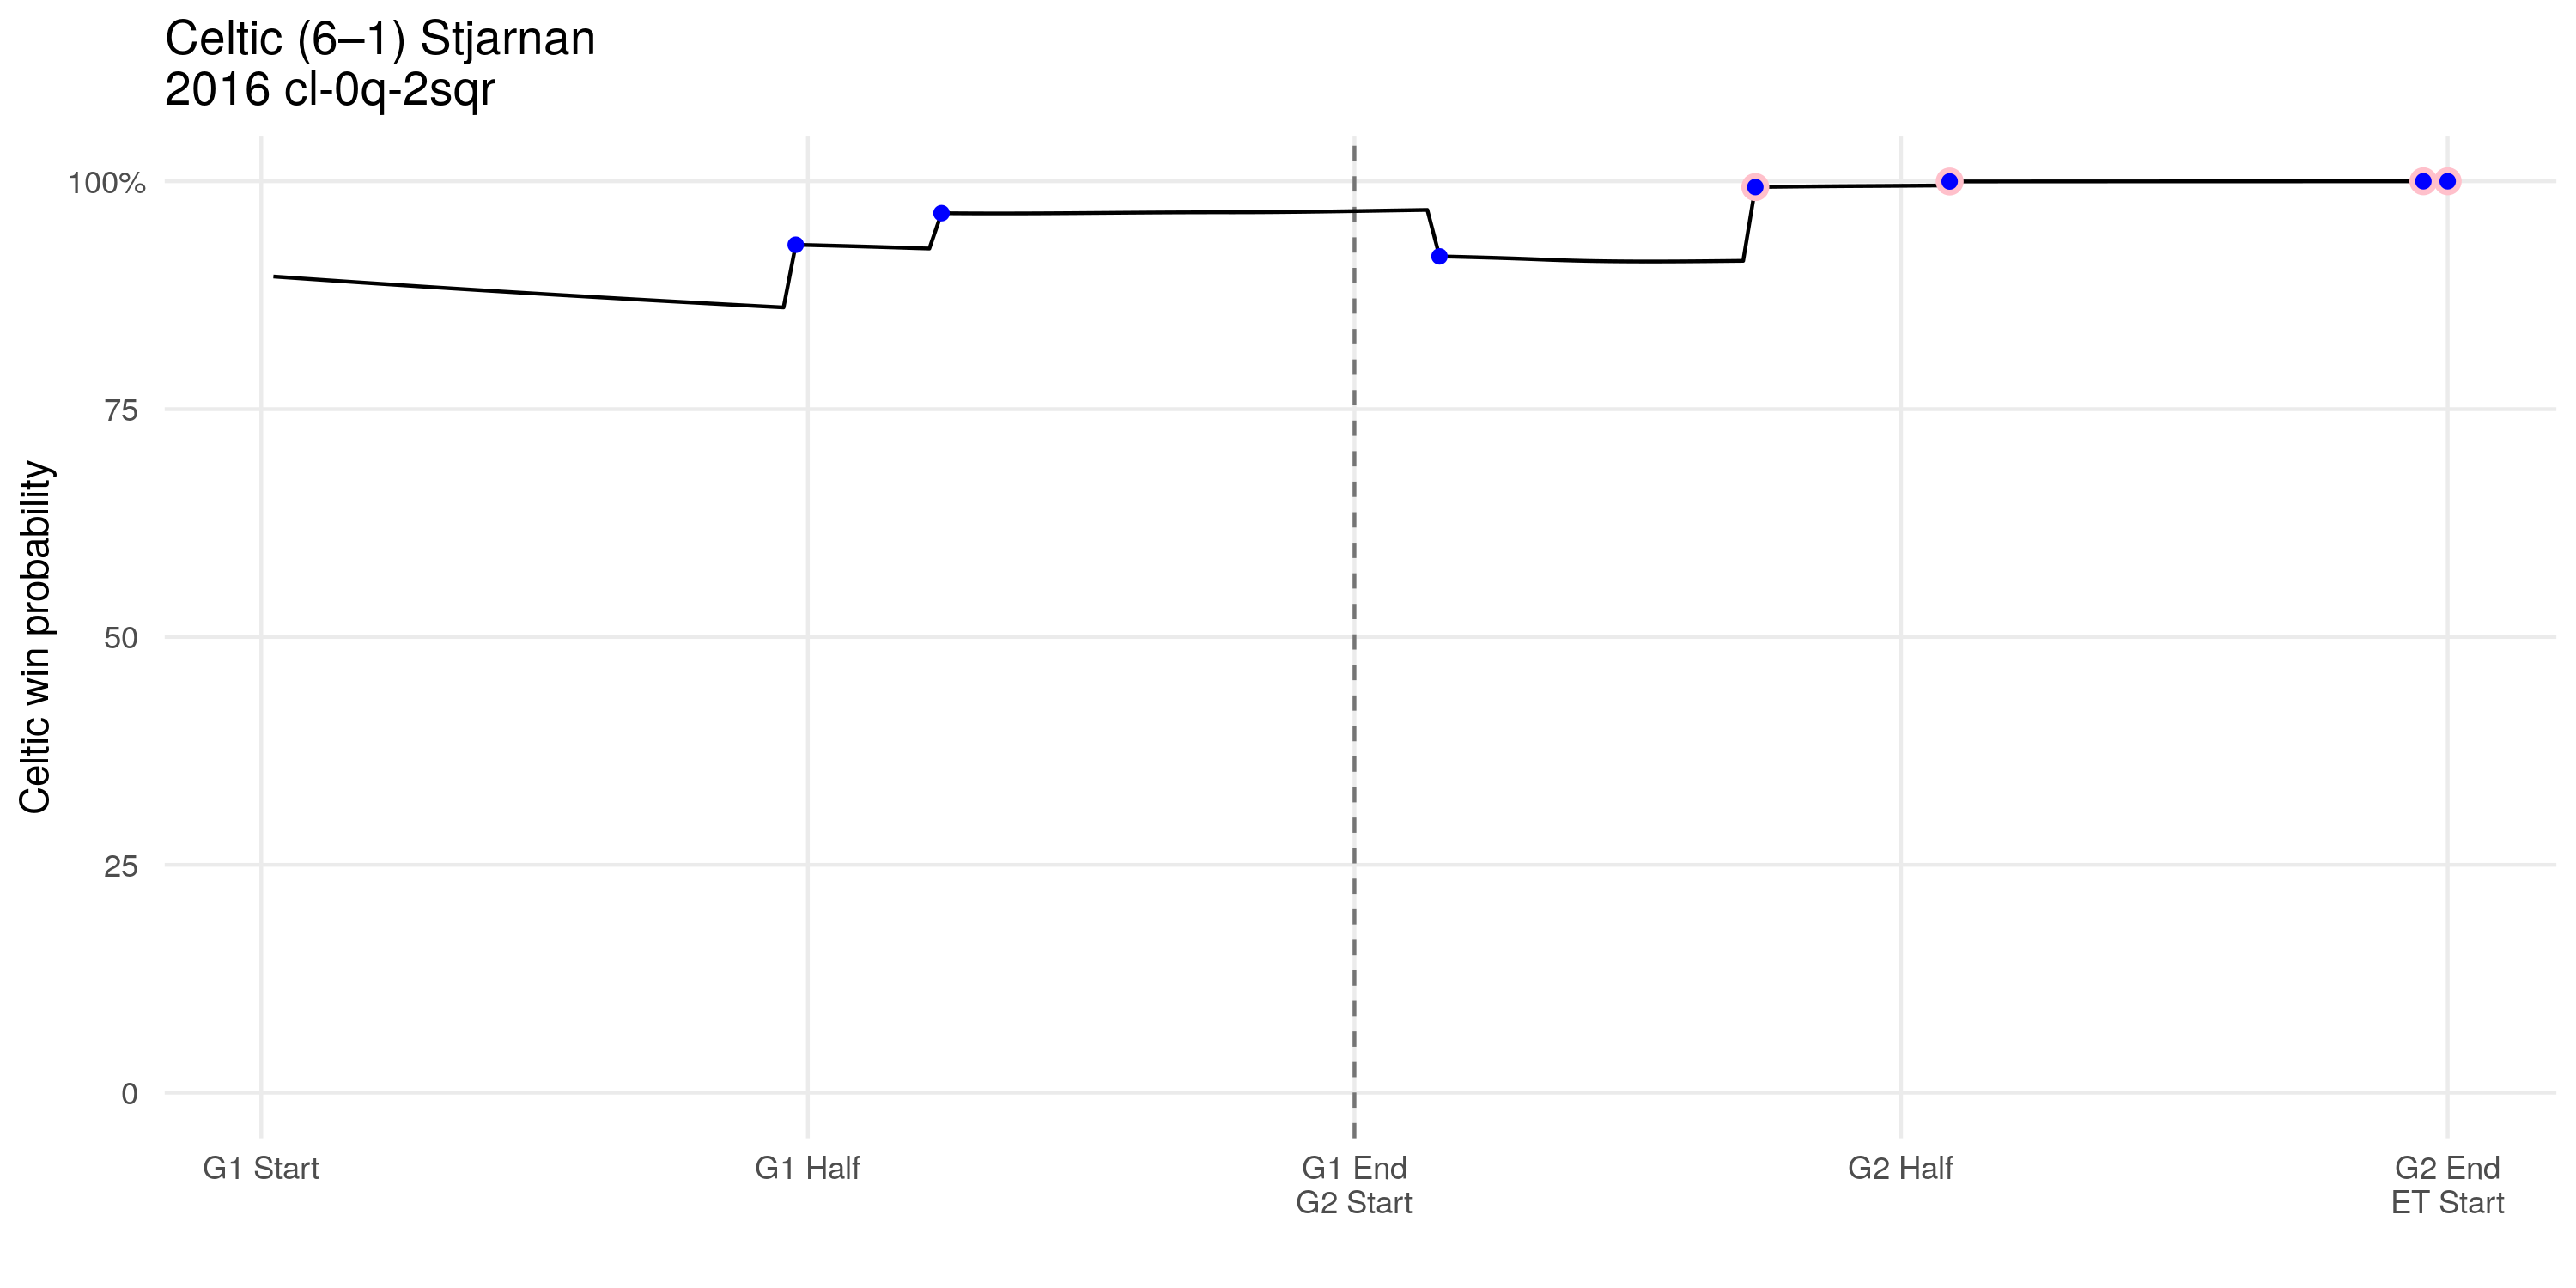 Celtic (6–1) Stjarnan
2016 cl-0q-2sqr
Celtic win probability
100%
75
50
25
0
G1 Start
G1 Half
G1 End
G2 Start
G2 Half
G2 End
ET Start